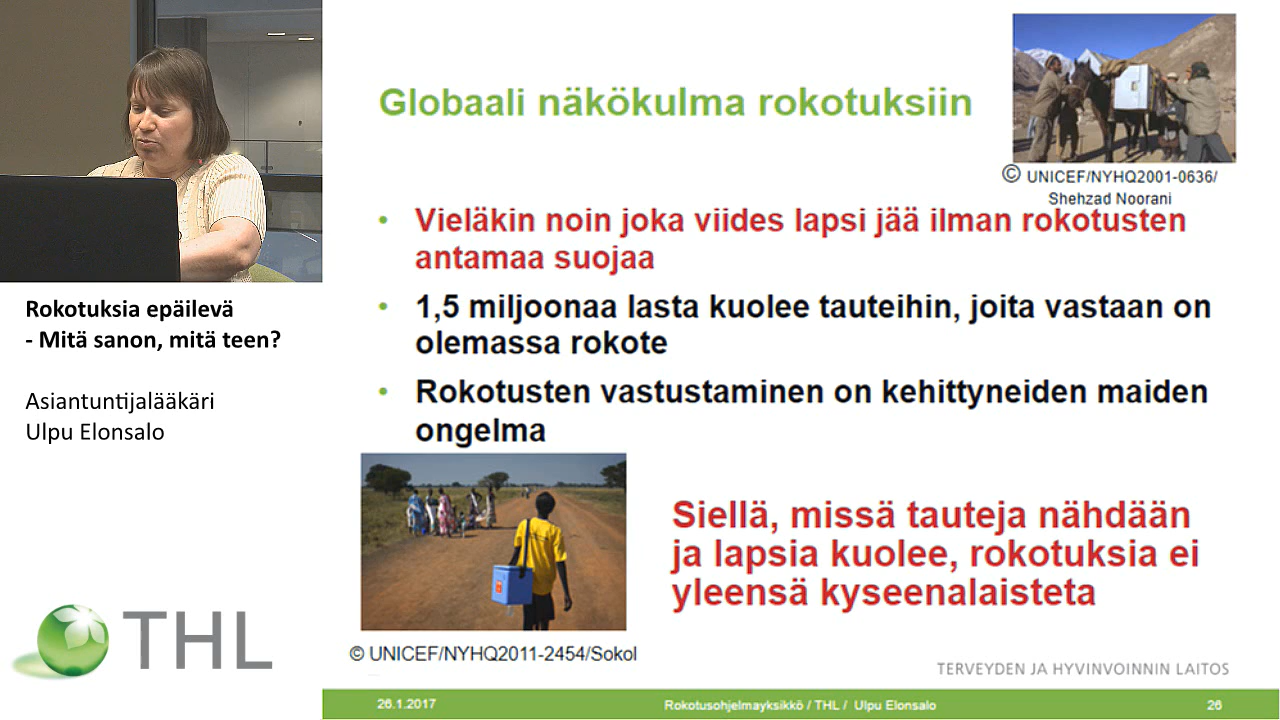 Globaali näkökulma rokotuksiin
© UNICEF/NYHQ2001-0636/
Shehzad Noorani
• Vieläkin noin joka viides lapsi jää ilman rokotusten
antamaa suojaa
• 1,5 miljoonaa lasta kuolee tauteihin, joita vastaan on
olemassa rokote
• Rokotusten vastustaminen on kehittyneiden maiden
ongelma
Siellä, missä tauteja nähdään
ja lapsia kuolee, rokotuksia ei
yleensä kyseenalaisteta
© UNICEF/NYHQ2011-2454/Sokol
TERVEYDEN JA HYVINVOINNIN LAITOS
26.1.2017
Rokotusohjelmayksikkö / THL / Ulpu Elonsalo
26
Rokotuksia epäilevä
- Mitä sanon, mitä teen?
Asiantuntijalääkäri
Ulpu Elonsalo
THL